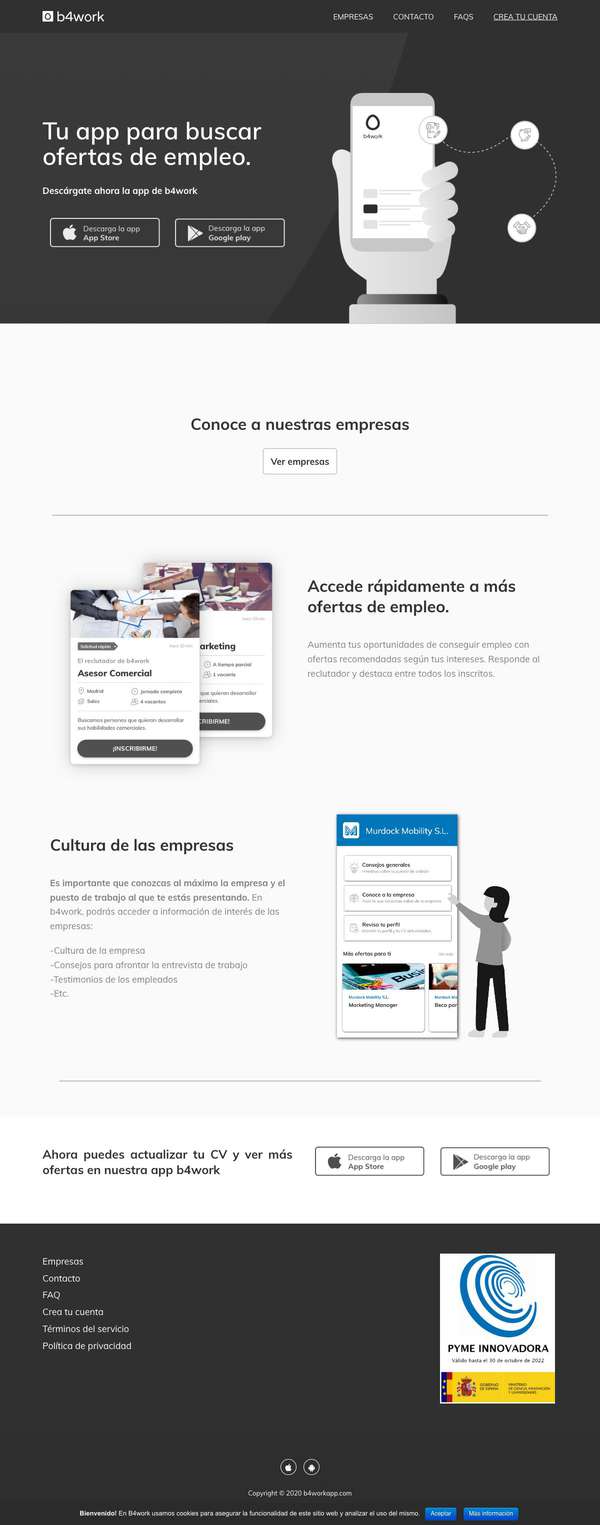 b4work
EMPRESAS
CONTACTO
FAQS
CREA TU CUENTA
Tu app para buscar
ofertas de empleo.
Descárgate ahora la app de b4work
Descarga la app
App Store
Descarga la app
Google play
b4work
Conoce a nuestras empresas
Ver empresas
Solicitud rápida
El reclutador de b4work
Asesor Comercial
Madrid
Jornada completa
Sales
4 vacantes
Buscamos personas que quieran desarrollar
sus habilidades comerciales.
¡INSCRIBIRME!
arketing
A tiempo parcial
1 vacante
que quieran desarrollar
comerciales.
CRIBIRME!
Accede rápidamente a más
ofertas de empleo.
Aumenta tus oportunidades de conseguir empleo con
ofertas recomendadas según tus intereses. Responde al
reclutador y destaca entre todos los inscritos.
Cultura de las empresas
Es importante que conozcas al máximo la empresa y el
puesto de trabajo al que te estás presentando. En
b4work, podrás acceder a información de interés de las
empresas:
-Cultura de la empresa
-Consejos para afrontar la entrevista de trabajo
-Testimonios de los empleados
-Etc.
Murdock Mobility S.L.
Consejos generales
Conoce a la empresa
Revisa tu perfil
Más ofertas para ti
Busi
Murdock Mobility S.L.
Marketing Manager
Murdock M
Beca par
Ahora puedes actualizar tu CV y ver más
ofertas en nuestra app b4work
Descarga la app
App Store
Descarga la app
Google play
Empresas
Contacto
FAQ
Crea tu cuenta
Términos del servicio
Política de privacidad
PYME INNOVADORA
Válido hasta el 30 de octubre de 2022
GOBIERNO
DE ESPAÑA
MINISTERIO
DE CIENCIA, INNOVACIÓN
Y UNIVERSIDADES
Copyright © 2020 b4workapp.com
Bienvenido! En B4work usamos cookies para asegurar la funcionalidad de este sitio web y analizar el uso del mismo.
Aceptar
Más información